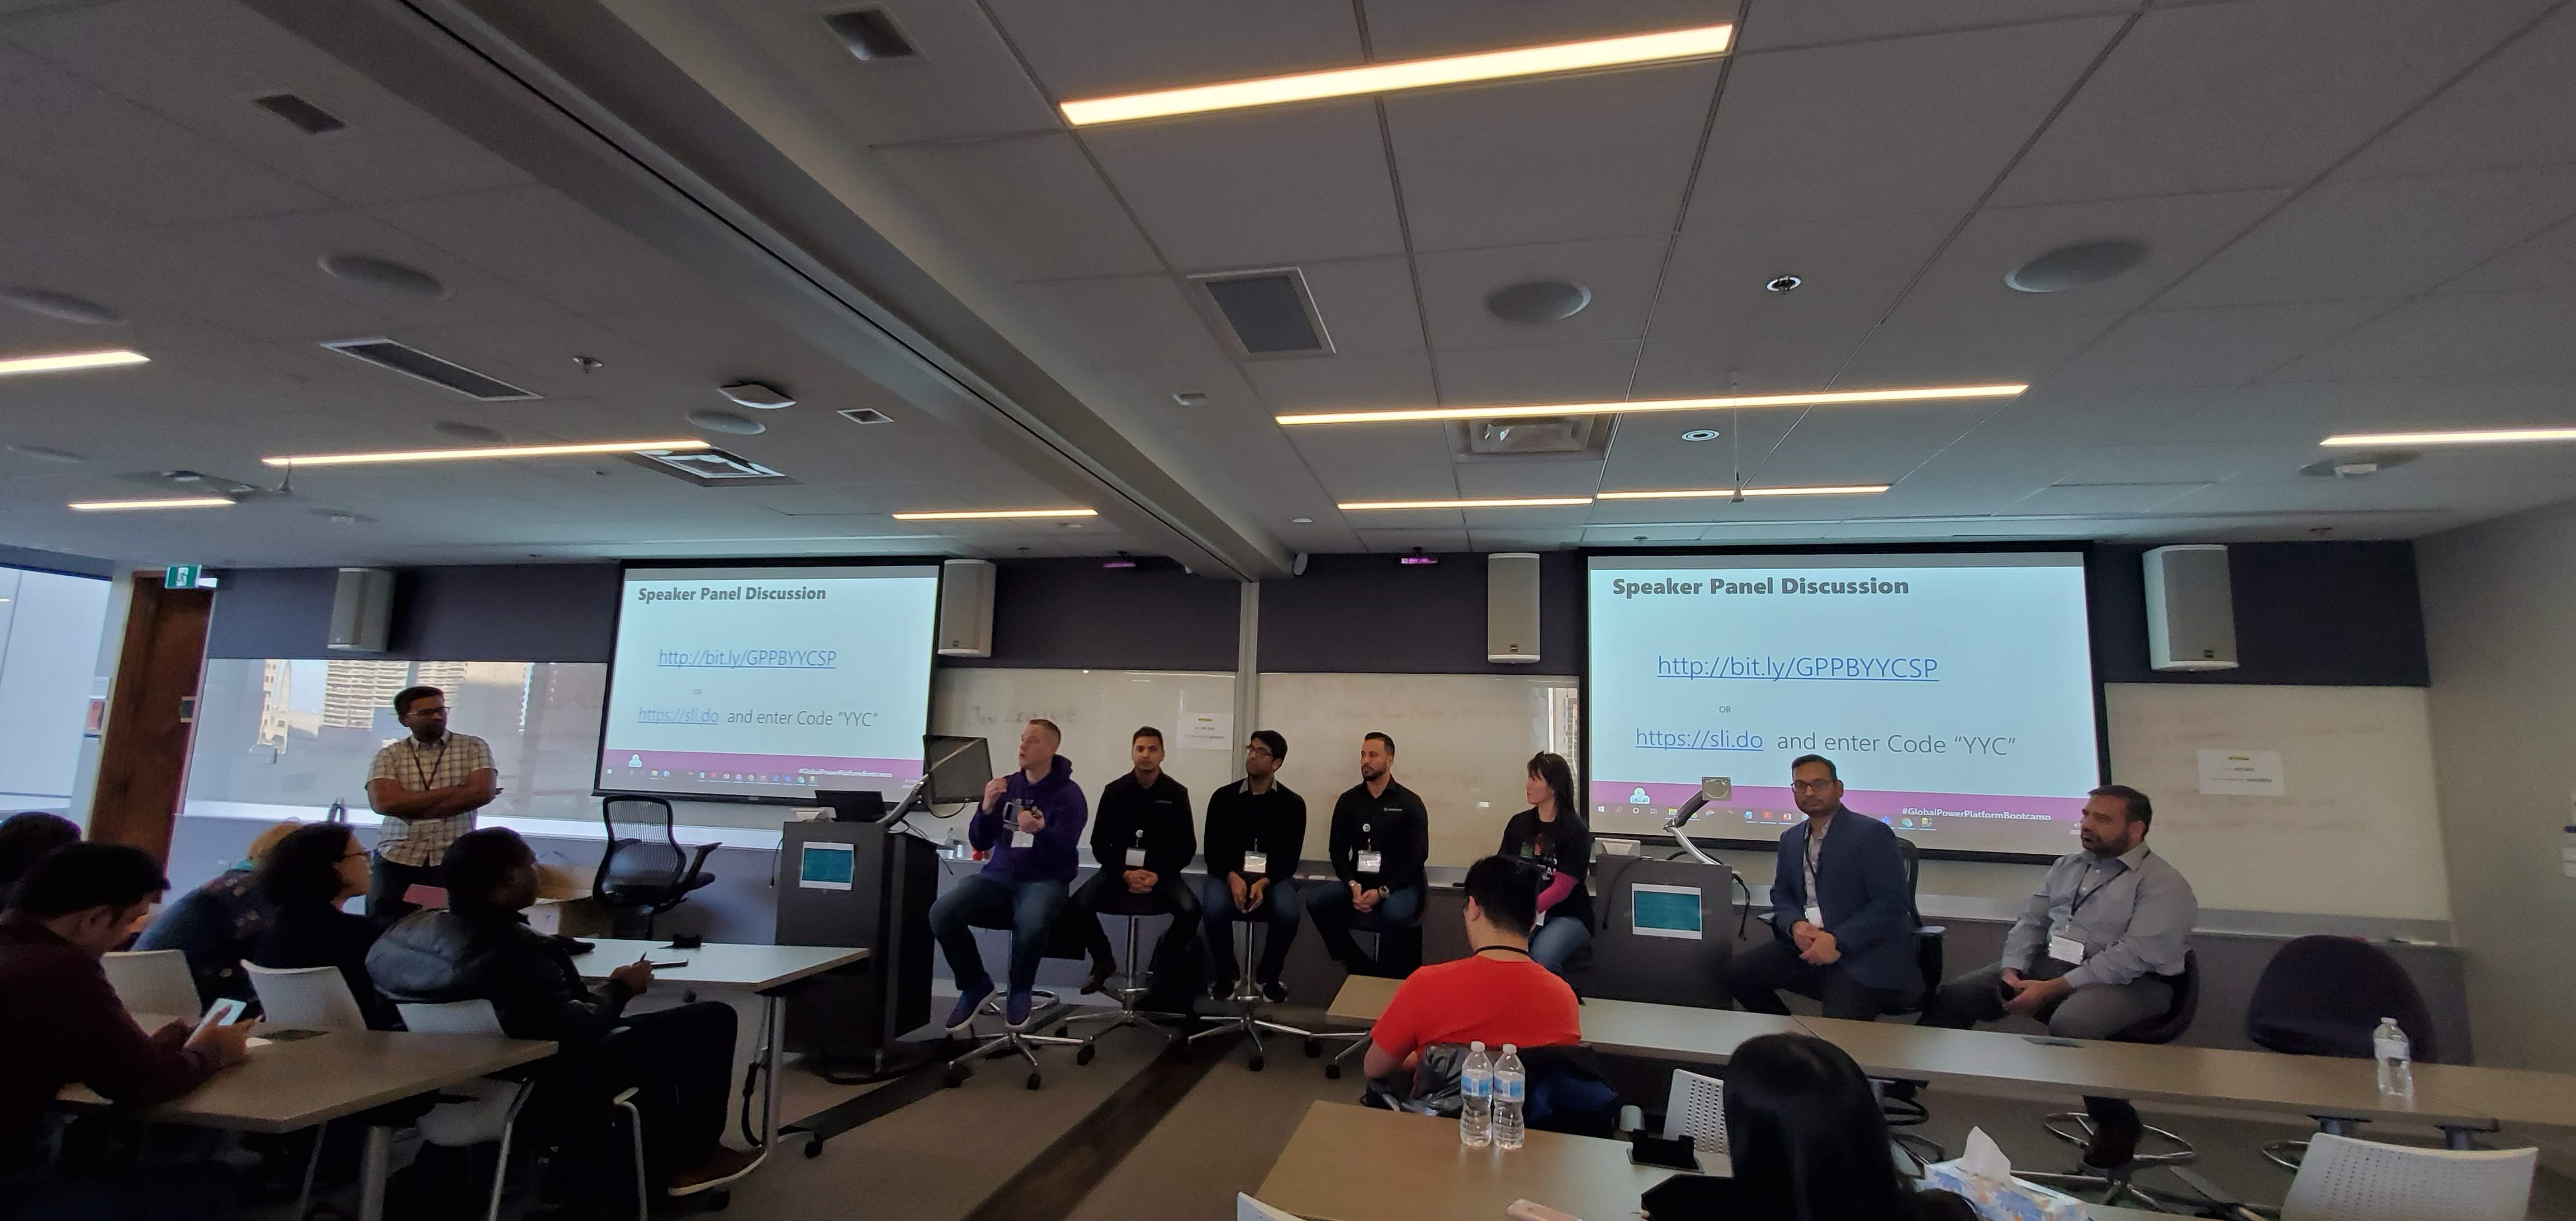 Speaker Panel Discussion
http://bit.ly/GPPBYYCSP
OR
https://sli.do and enter Code "YYC"
#GlobalPowerPlatformBootcamp
Speaker Panel Discussion
http://bit.ly/GPPBYYCSP
OR
https://sli.do and enter Code "YYC"
#GlobalPowerPlatformBootcamp